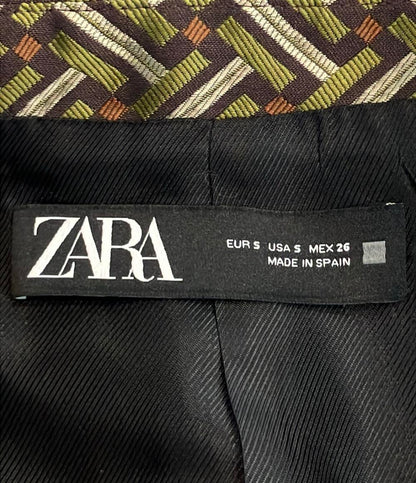 ZARA
EUR S USA S MEX 26
MADE IN SPAIN